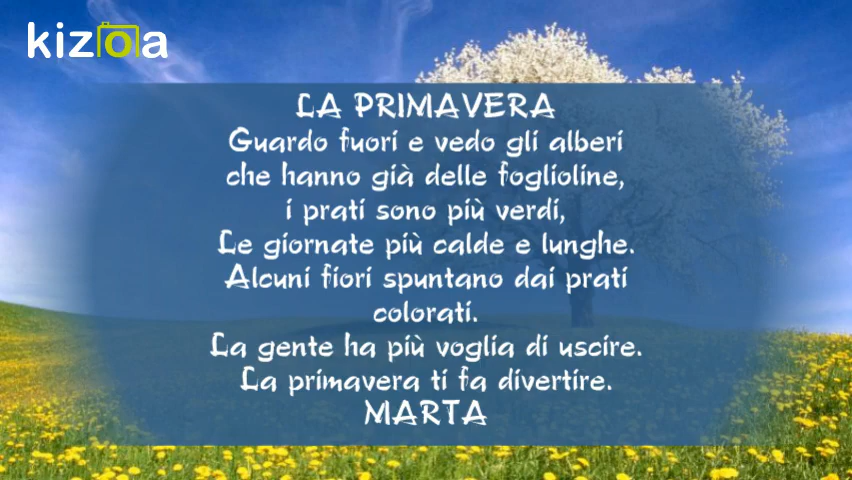 kizoa
LA PRIMAVERA
Guardo fuori e vedo gli alberi
che hanno già delle foglioline,
i prati sono più verdi,
Le giornate più calde e lunghe.
Alcuni fiori spuntano dai prati
colorati.
La gente ha più voglia di uscire.
La primavera ti fa divertire.
MARTA